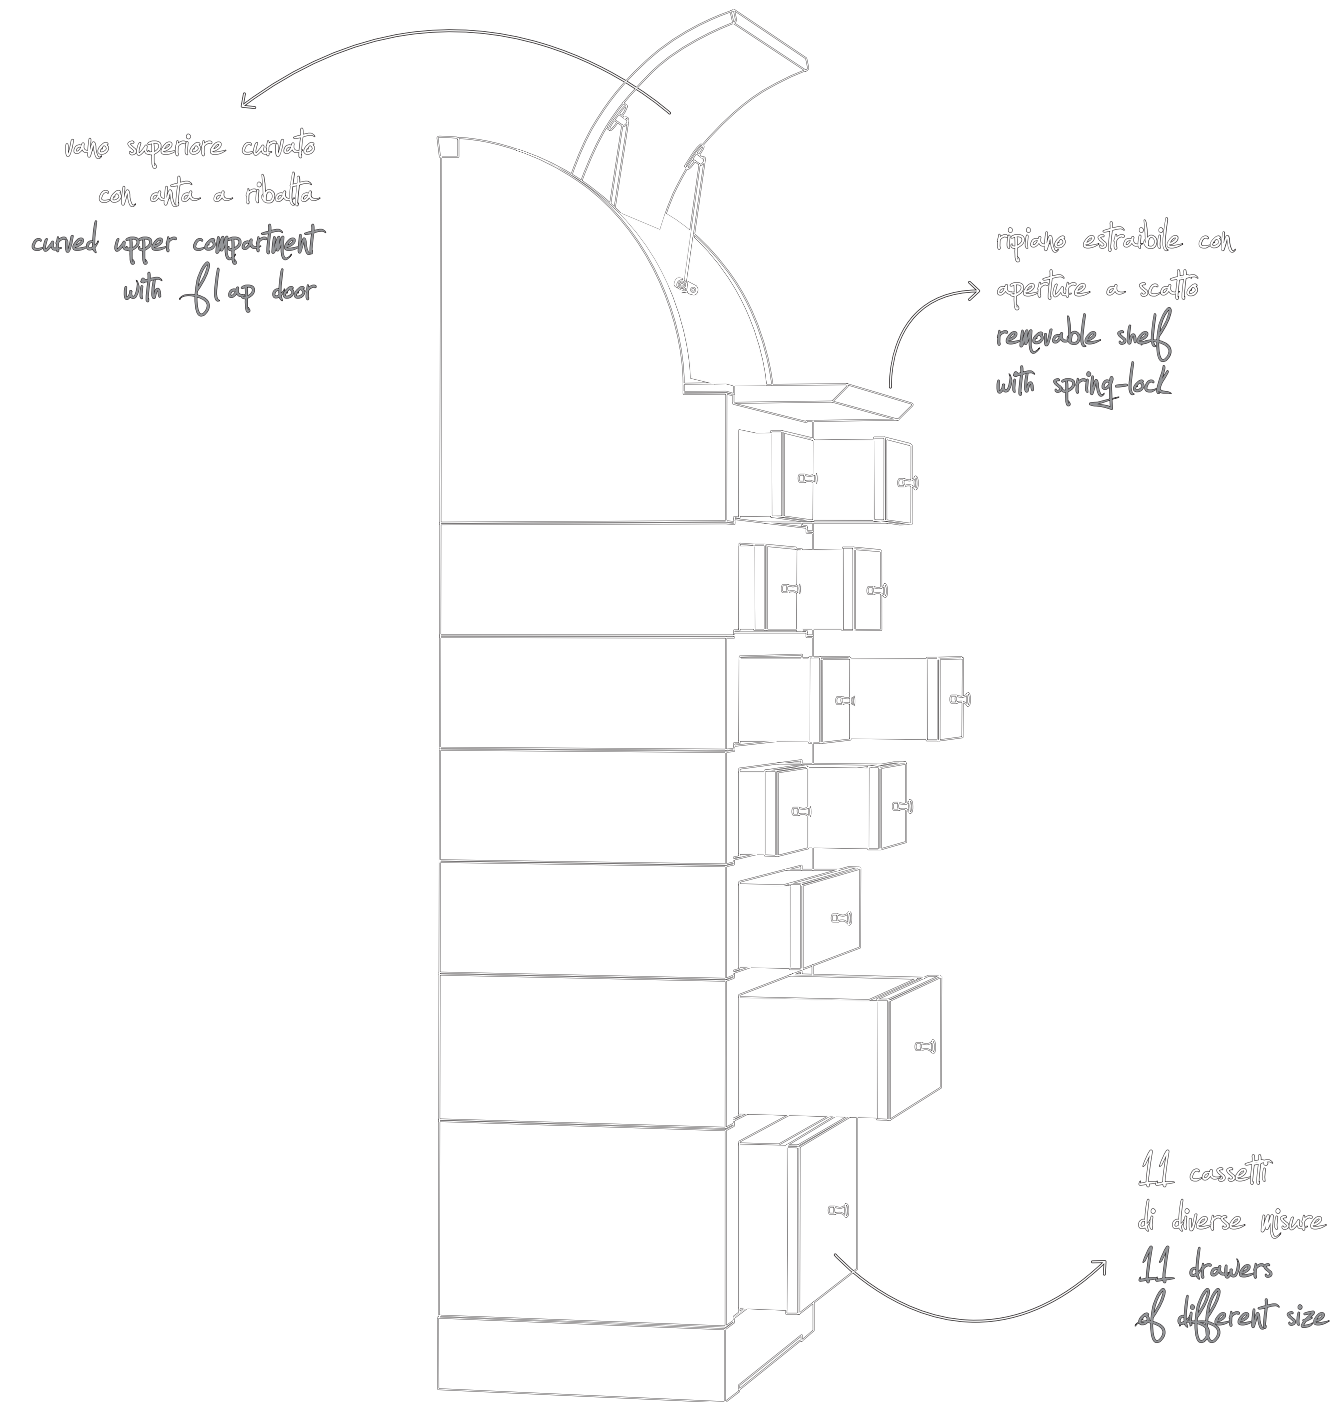 vano superiore curvato
con anta a ribalta
curved upper compartment
with flap door
ripiano estraibile con
aperture a scatto
removable shelf
with spring-lock
11 cassetti
di diverse misure
11 drawers
of different size